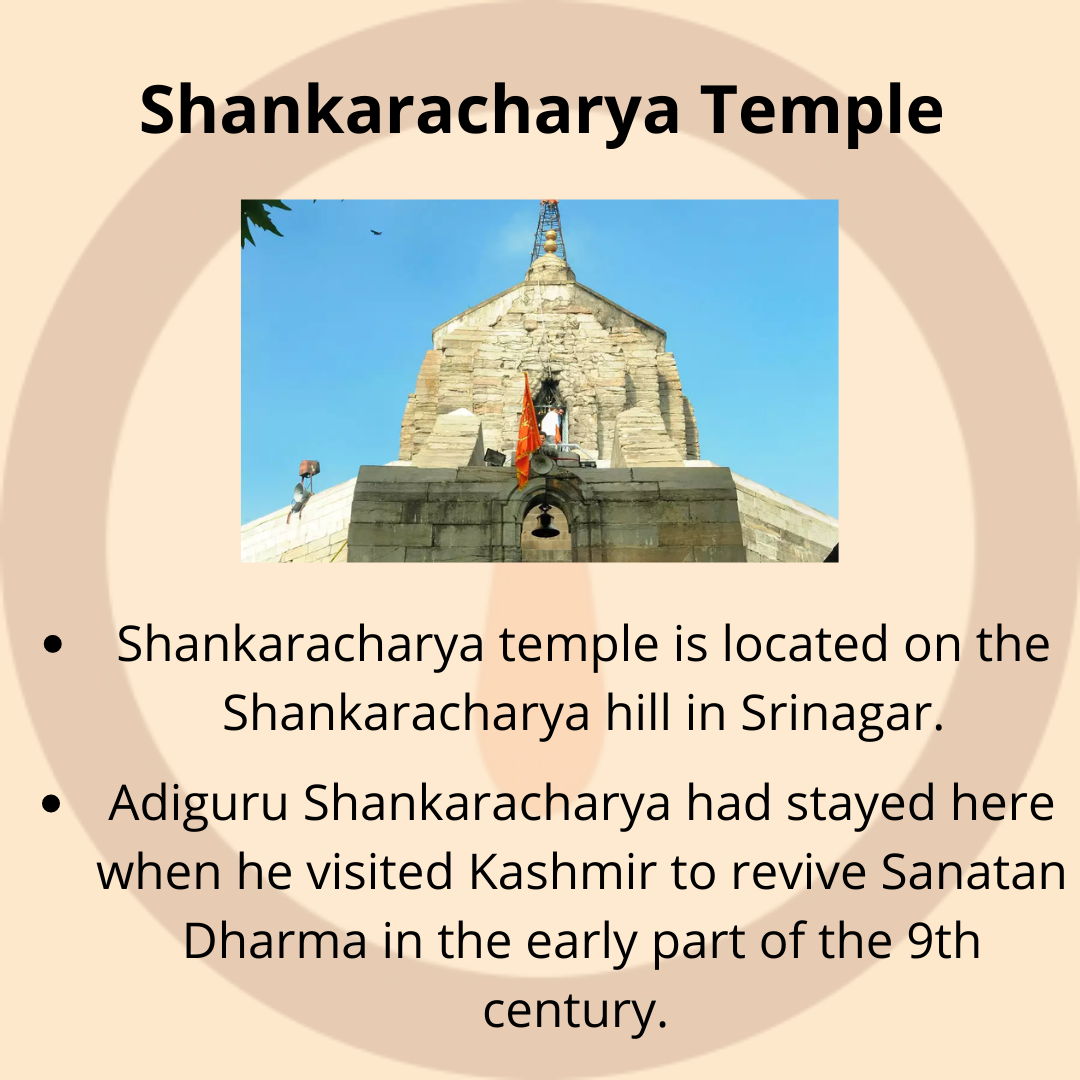 Shankaracharya Temple
• Shankaracharya temple is located on the
Shankaracharya hill in Srinagar.
• Adiguru Shankaracharya had stayed here
when he visited Kashmir to revive Sanatan
Dharma in the early part of the 9th
century.